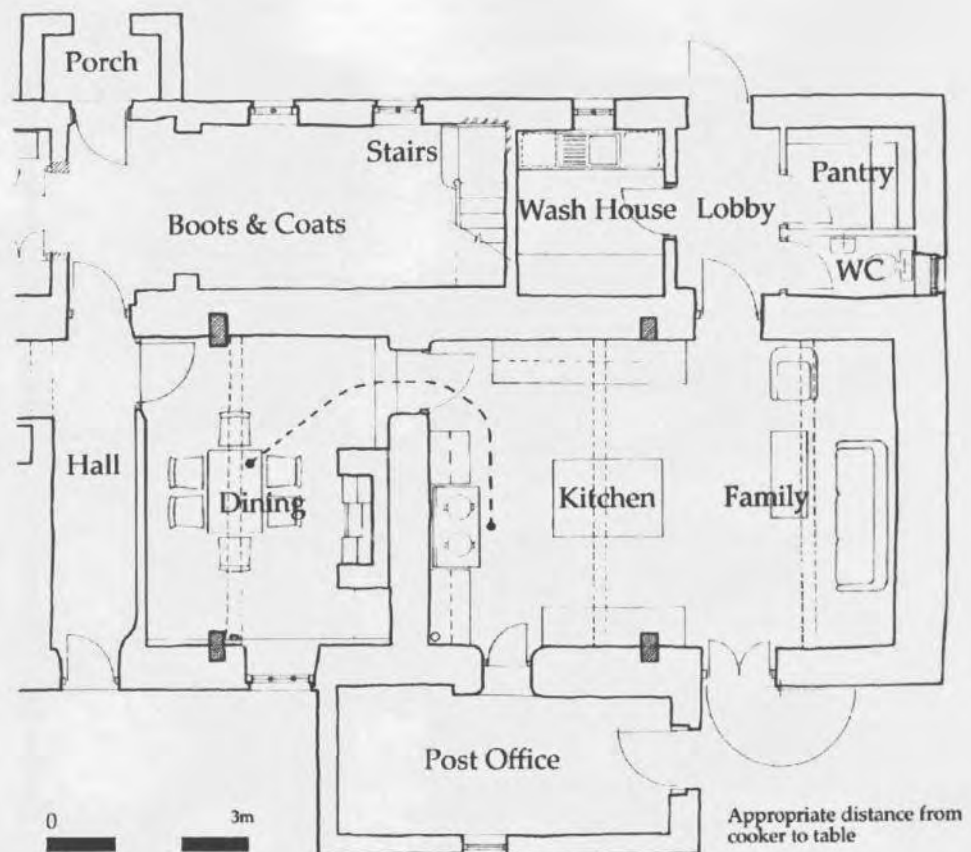 Porch
Stairs
Boots & Coats
Wash House
Lobby
Pantry
WC
Hall
Dining
Kitchen
Family
Post Office
0
3m
Appropriate distance from
cooker to table